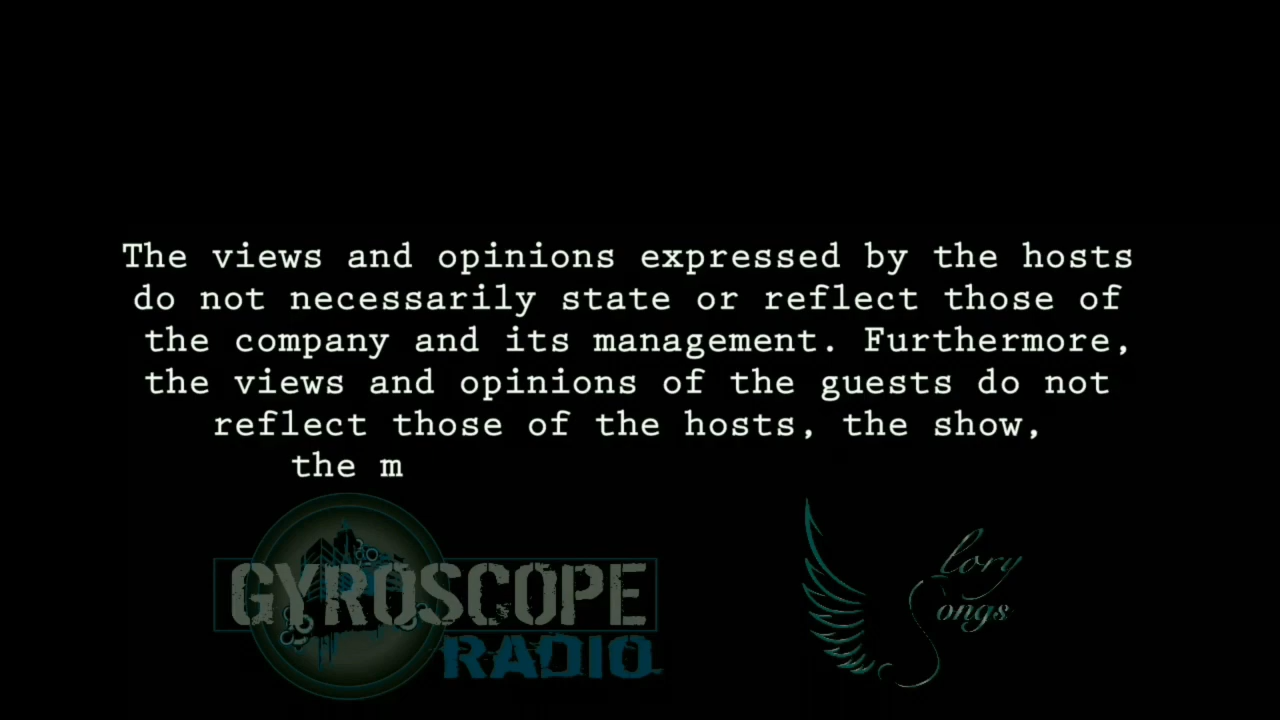 The views and opinions expressed by the hosts
do not necessarily state or reflect those of
the company and its management. Furthermore,
the views and opinions of the guests do not
reflect those of the hosts, the show,
the m
GYROSCOPE
RADIO
lory
Songs